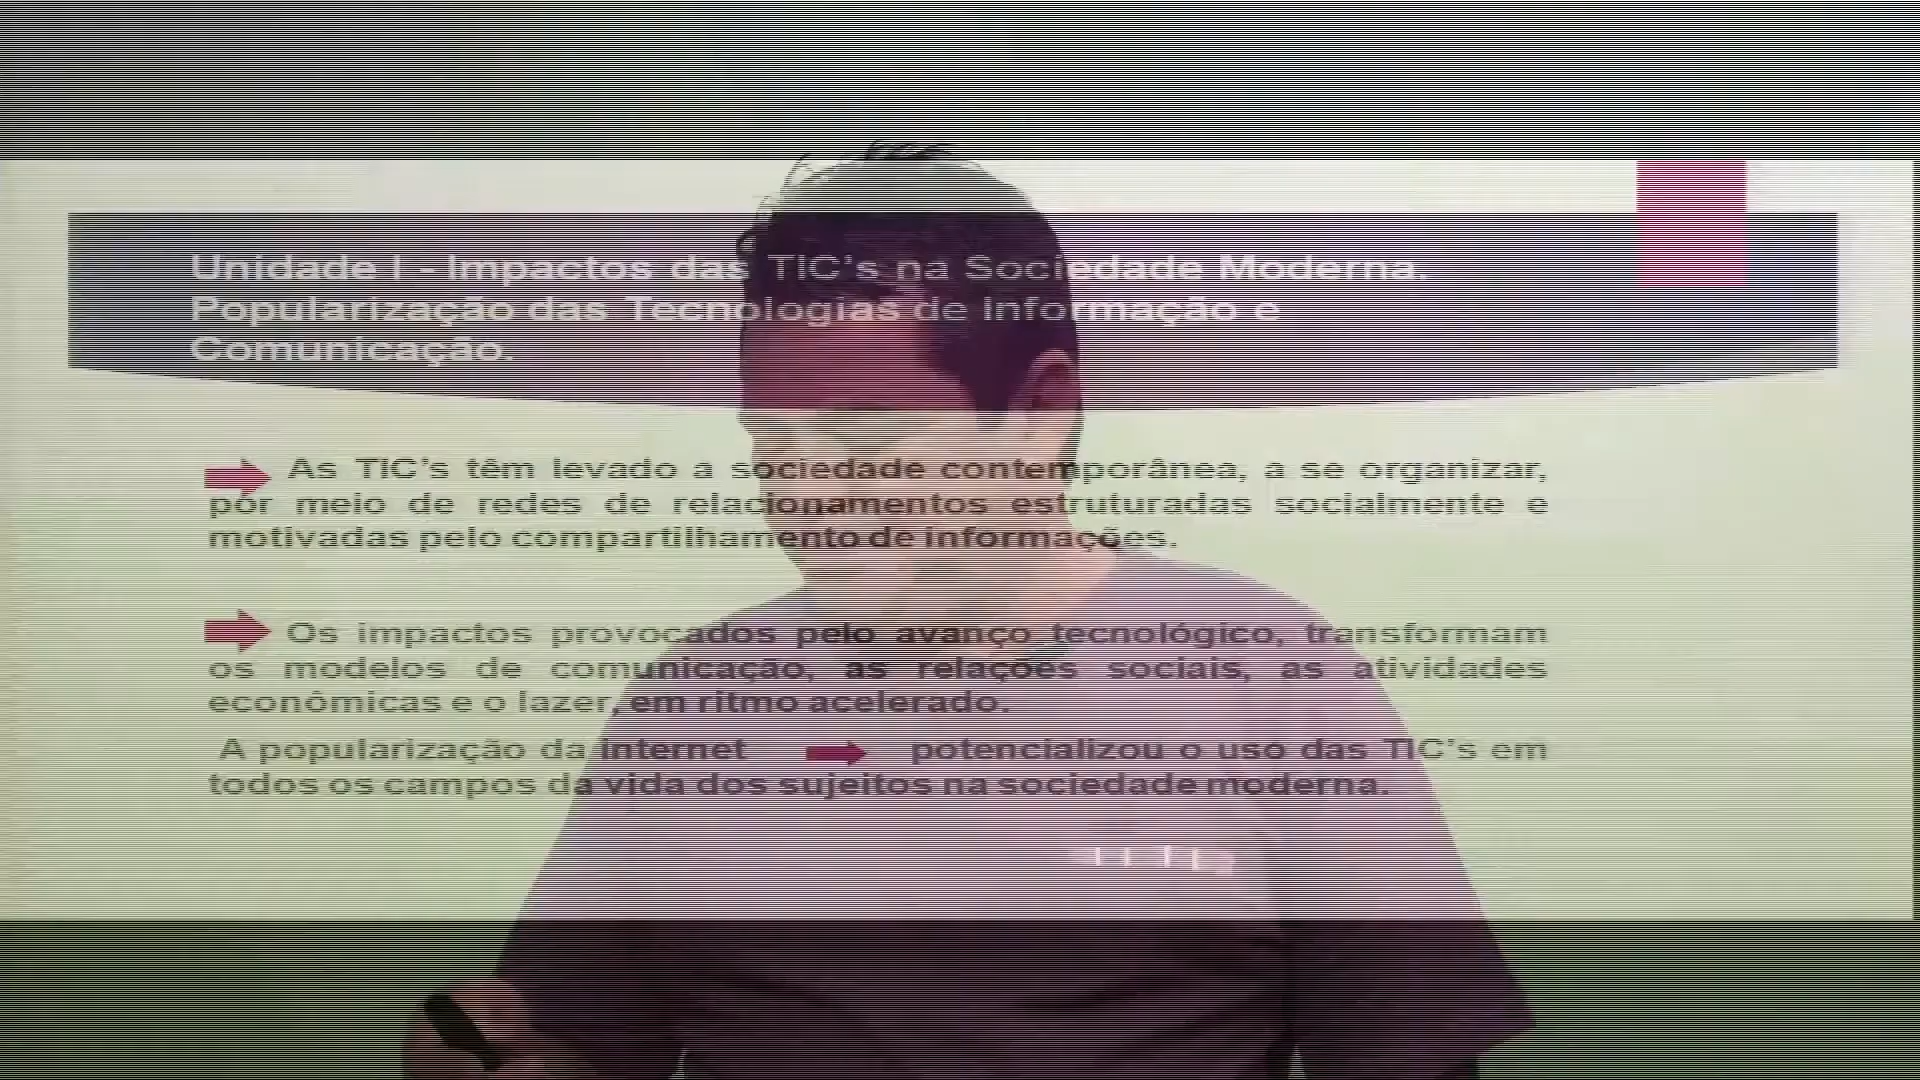 Unidade I - Impactos das TIC's na Sociedade Moderna.
Popularização das Tecnologias de Informação e
Comunicação.
As TIC's têm levado a sociedade contemporânea, a se organizar,
por meio de redes de relacionamentos estruturadas socialmente e
motivadas pelo compartilhamento de informações.
Os impactos provocados pelo avanço tecnológico, transformam
os modelos de comunicação, as relações sociais, as atividades
econômicas e o lazer, em ritmo acelerado.
A popularização da internet potencializou o uso das TIC's em
todos os campos da vida dos sujeitos na sociedade moderna.